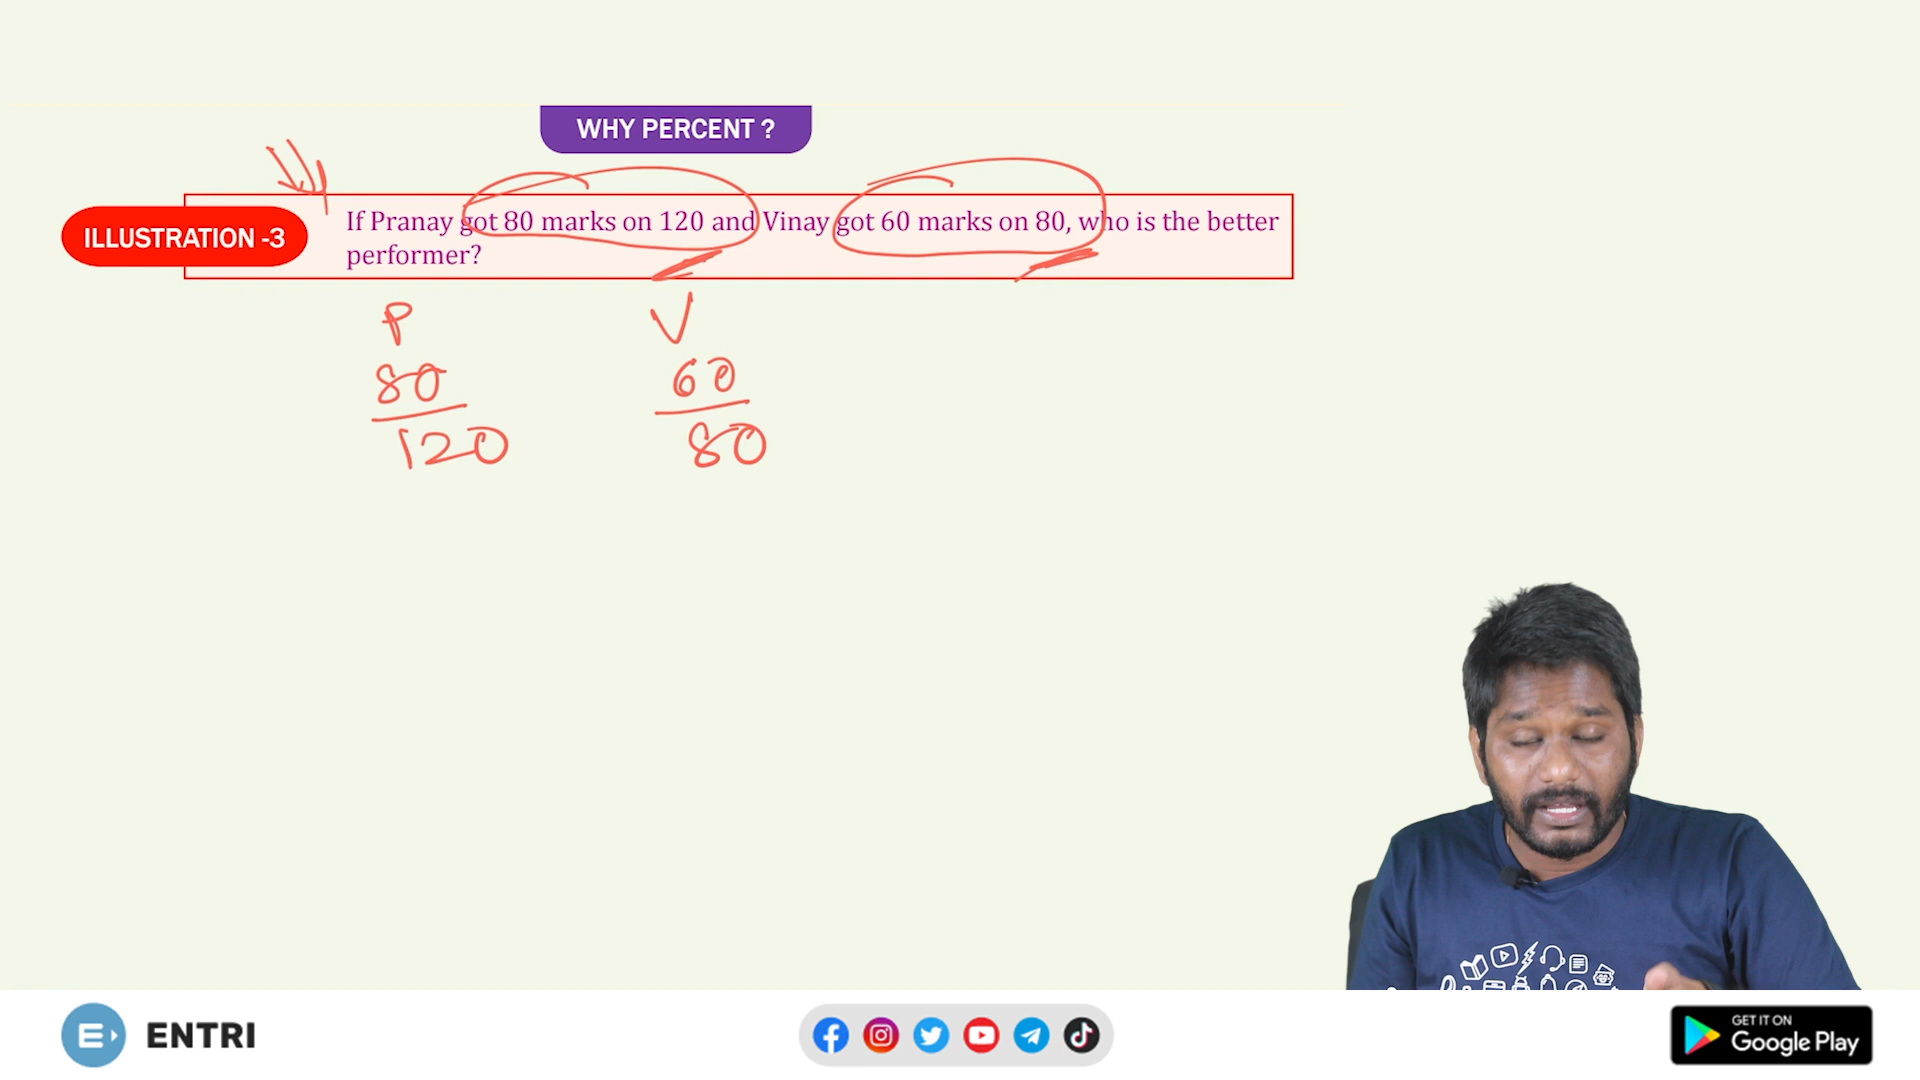 WHY PERCENT ?
ILLUSTRATION -3
If Pranay got 80 marks on 120 and Vinay got 60 marks on 80, who is the better
performer?
P V
80 60
120 80
ENTRI
GET IT ON
Google Play